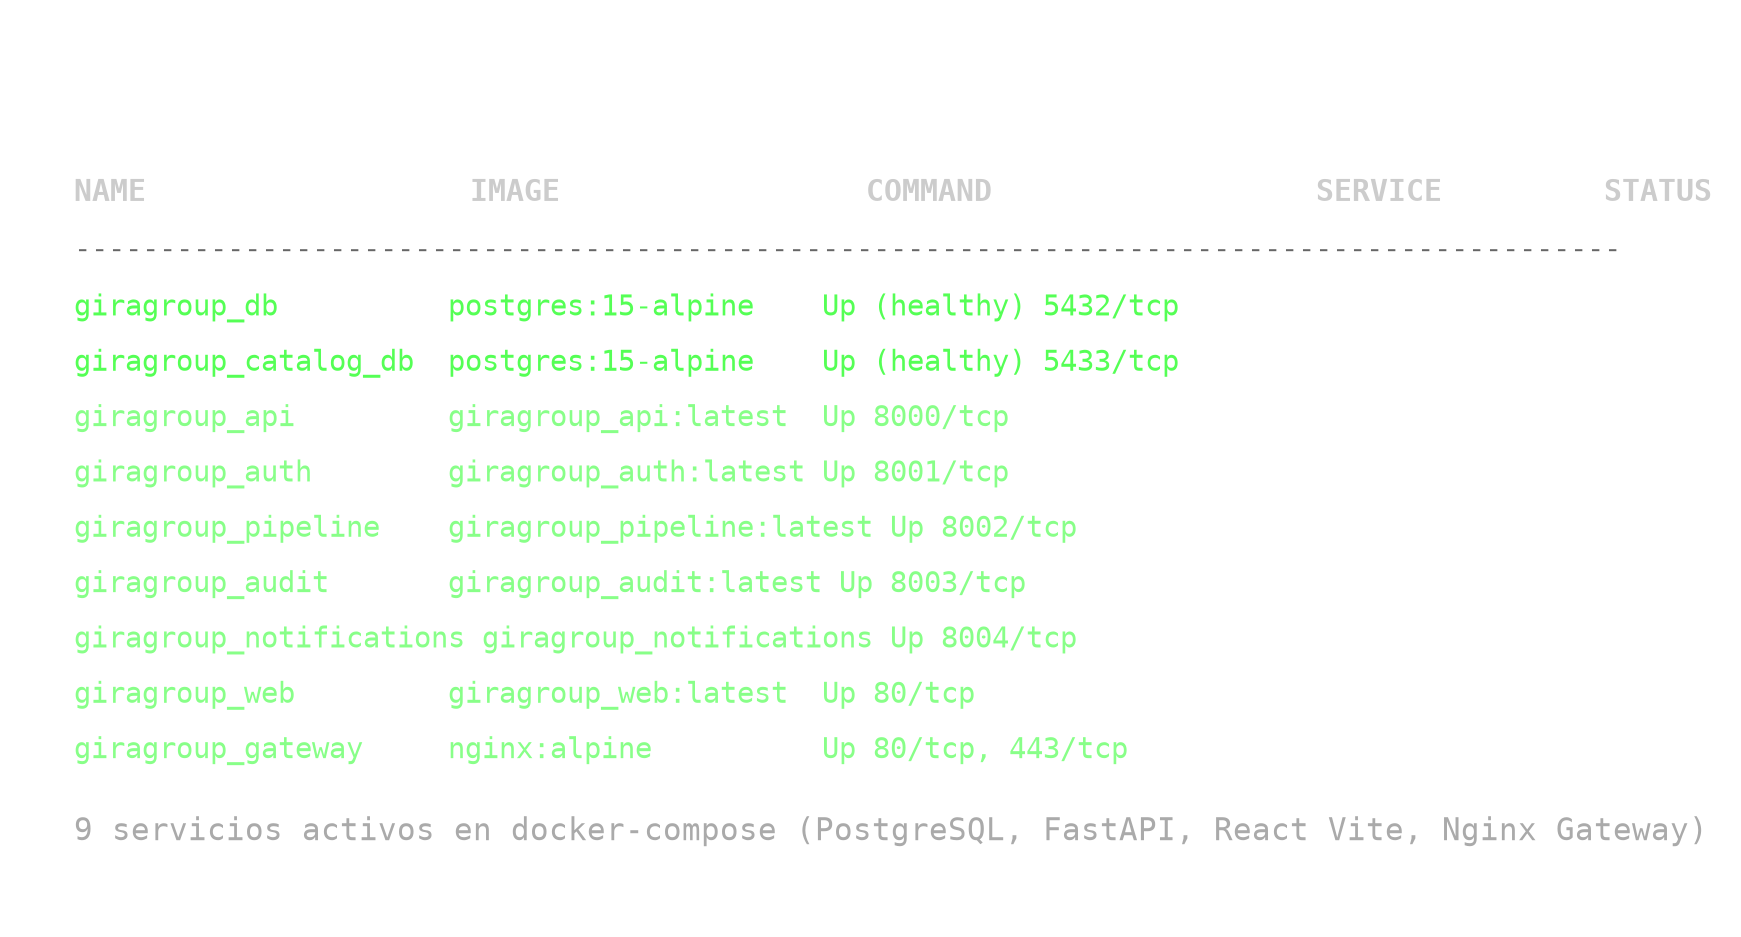 NAME                      IMAGE                 COMMAND                  SERVICE         STATUS
-------------------------------------------------------------------------------------------
giragroup_db          postgres:15-alpine    Up (healthy) 5432/tcp
giragroup_catalog_db  postgres:15-alpine    Up (healthy) 5433/tcp
giragroup_api         giragroup_api:latest  Up 8000/tcp
giragroup_auth        giragroup_auth:latest Up 8001/tcp
giragroup_pipeline    giragroup_pipeline:latest Up 8002/tcp
giragroup_audit       giragroup_audit:latest Up 8003/tcp
giragroup_notifications giragroup_notifications Up 8004/tcp
giragroup_web         giragroup_web:latest  Up 80/tcp
giragroup_gateway     nginx:alpine          Up 80/tcp, 443/tcp
9 servicios activos en docker-compose (PostgreSQL, FastAPI, React Vite, Nginx Gateway)